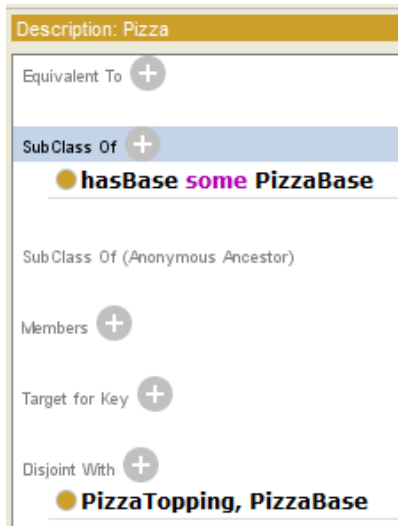 Description: Pizza
Equivalent To
SubClass Of
hasBase some PizzaBase
SubClass Of (Anonymous Ancestor)
Members
Target for Key
Disjoint With
PizzaTopping, PizzaBase